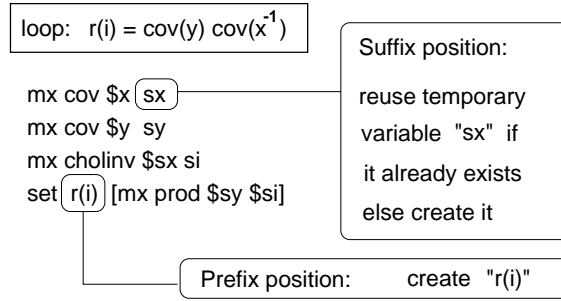 loop: r(i) = cov(y) cov(x⁻¹)
mx cov $x sx
mx cov $y sy
mx cholinv $sx si
set r(i) [mx prod $sy $si]
Suffix position:
reuse temporary
variable "sx" if
it already exists
else create it
Prefix position: create "r(i)"